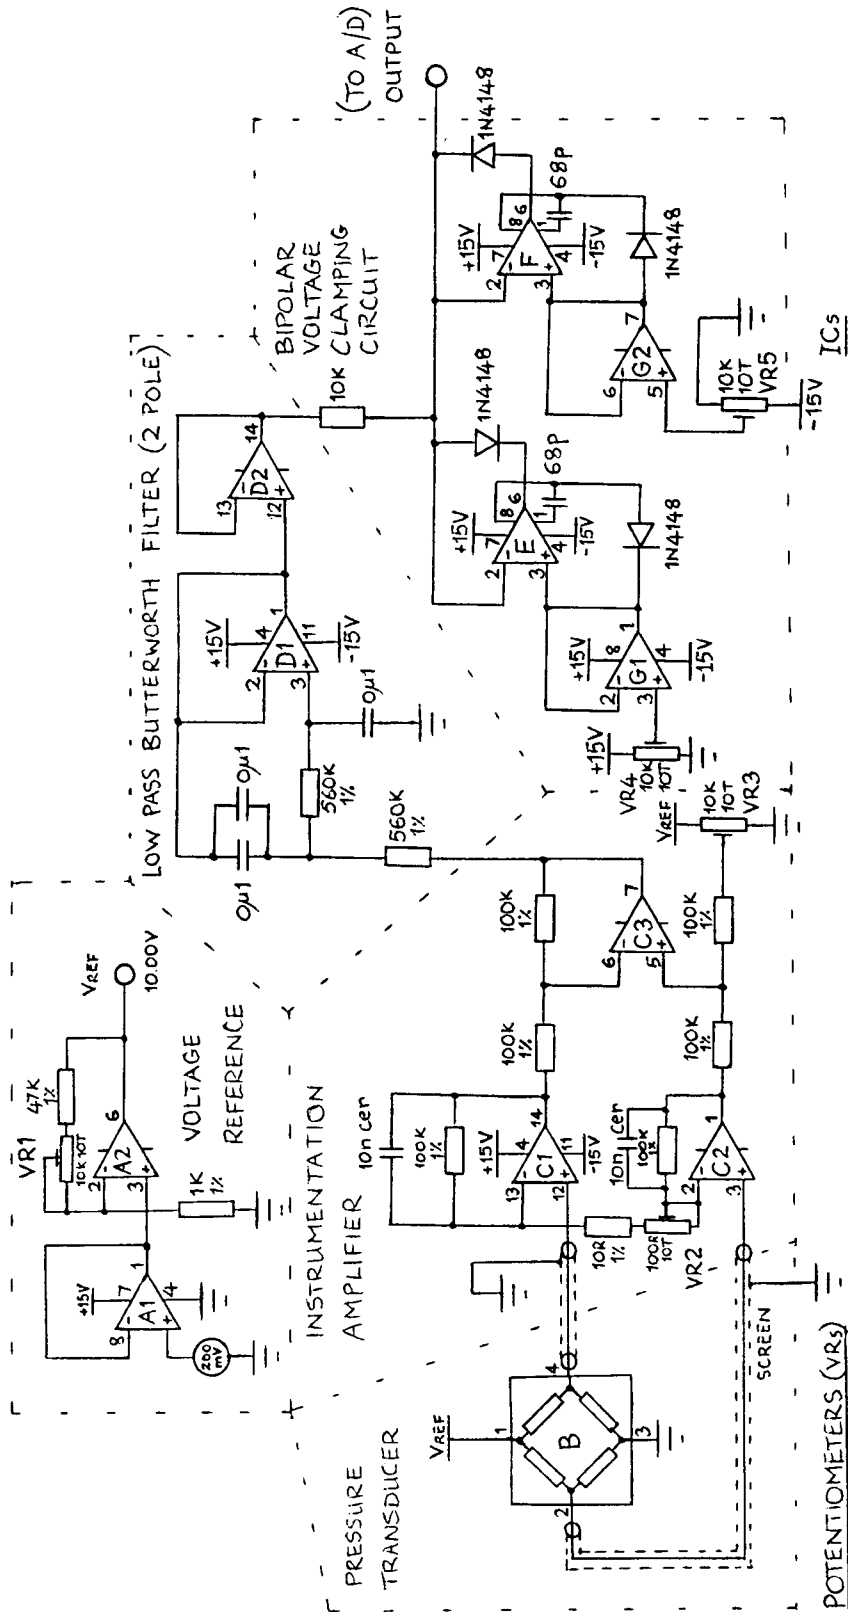 VOLTAGE
REFERENCE
VREF
10.00V
VR1
10K 10T
47K
1%
A2
2
3
6
-
+
1K
1%
A1
+15V
7
4
8
1
-
+
200
mV
PRESSURE
TRANSDUCER
VREF
B
1
2
3
4
SCREEN
INSTRUMENTATION
AMPLIFIER
10n cer
100K
1%
+15V
4
C1
13
12
14
11
-15V
-
+
10R
1%
100R
10T
VR2
10n cer
100K
1%
C2
2
3
1
-
+
100K
1%
100K
1%
100K
1%
100K
1%
C3
6
5
7
-
+
VREF
10K
10T
VR3
LOW PASS BUTTERWORTH FILTER (2 POLE)
0µ1
0µ1
560K
1%
560K
1%
0µ1
+15V
4
D1
2
3
1
11
-15V
-
+
D2
13
12
14
-
+
10K
BIPOLAR
VOLTAGE
CLAMPING
CIRCUIT
1N4148
+15V
7
E
2
3
8
6
1
4
-15V
-
+
68p
1N4148
+15V
8
G1
2
3
1
4
-15V
-
+
+15V
VR4
10K
10T
1N4148
+15V
7
F
2
3
8
6
1
4
-15V
-
+
68p
1N4148
G2
6
5
7
-
+
10K
10T
VR5
-15V
(TO A/D)
OUTPUT
POTENTIOMETERS (VRs)
ICs